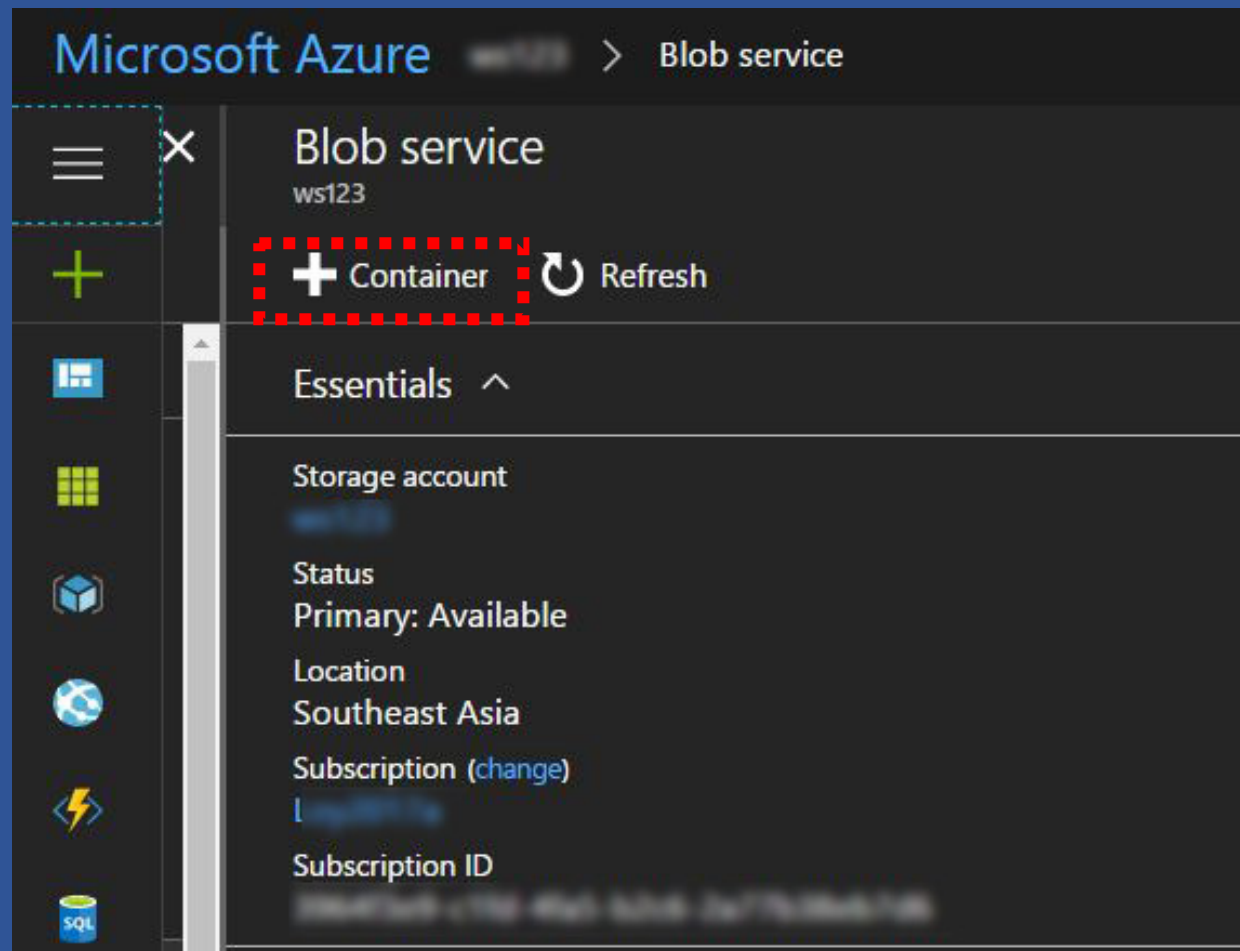 Microsoft Azure > Blob service
Blob service
ws123
Container Refresh
Essentials
Storage account
Status
Primary: Available
Location
Southeast Asia
Subscription (change)
Subscription ID
SQL